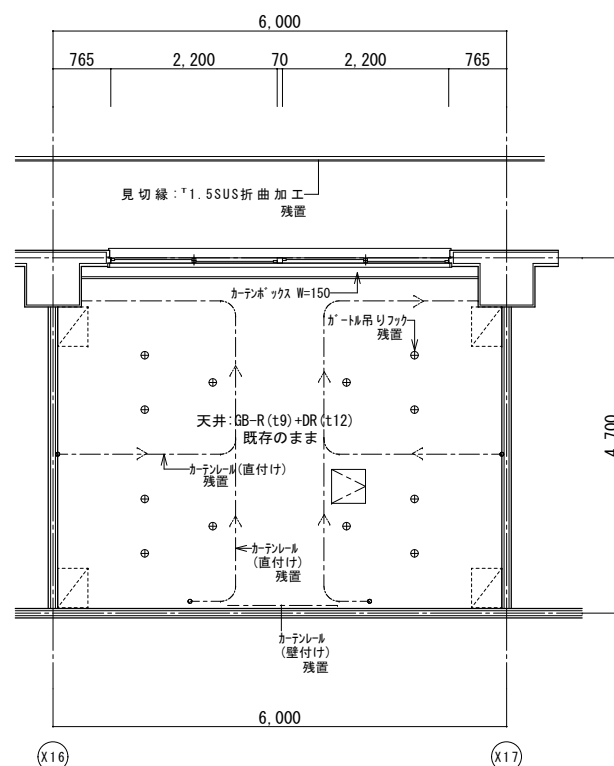 6,000
765 2,200 70 2,200 765
見切縁：T1.5SUS折曲加工
残置
ｶｰﾃﾝﾎﾞｯｸｽ W=150
ｶﾞｰﾄﾙ吊りﾌｯｸ
残置
天井:GB-R(t9)+DR(t12)
既存のまま
4,700
ｶｰﾃﾝﾚｰﾙ(直付け)
残置
ｶｰﾃﾝﾚｰﾙ
(直付け)
残置
ｶｰﾃﾝﾚｰﾙ
(壁付け)
残置
6,000
X16 X17